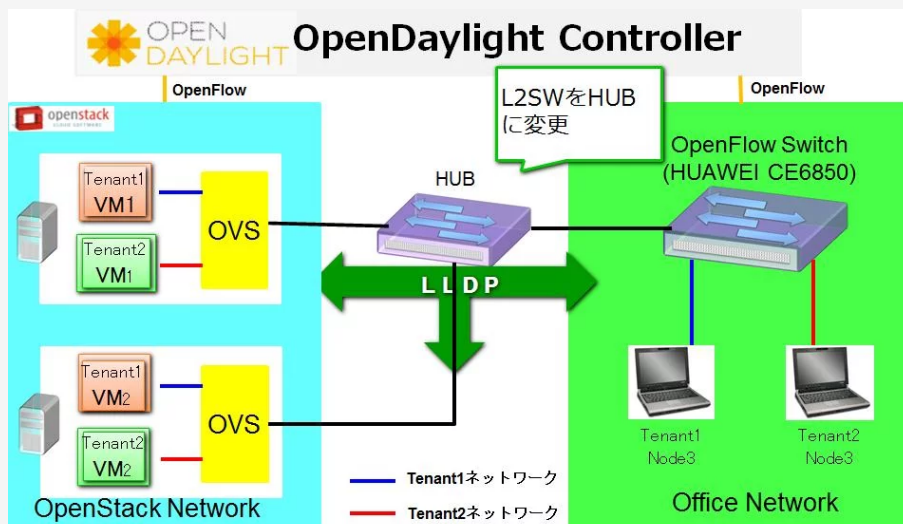 OPEN
DAYLIGHT
OpenDaylight Controller
OpenFlow
OpenFlow
openstack
CLOUD SOFTWARE
L2SWをHUB
に変更
OpenFlow Switch
(HUAWEI CE6850)
HUB
Tenant1
VM1
Tenant2
VM1
OVS
LLDP
Tenant1
VM2
Tenant2
VM2
OVS
Tenant1
Node3
Tenant2
Node3
Tenant1ネットワーク
Tenant2ネットワーク
OpenStack Network
Office Network